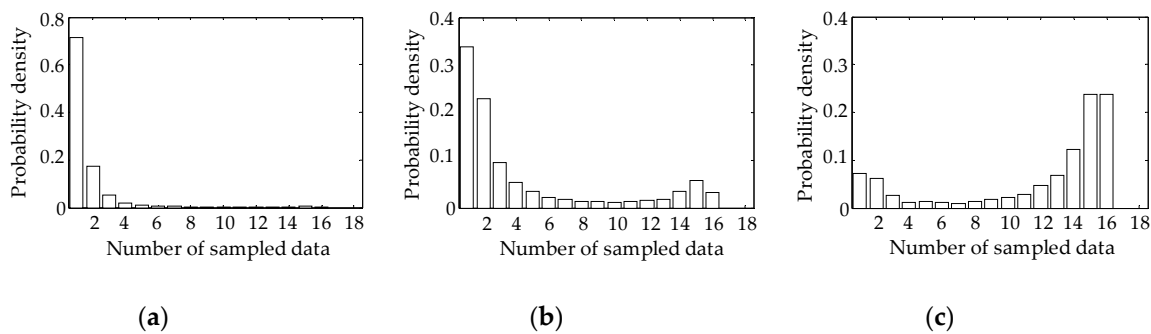 0.8
0.6
0.4
0.2
0
Probability density
2 4 6 8 10 12 14 16 18
Number of sampled data
(a)
0.4
0.3
0.2
0.1
0
Probability density
2 4 6 8 10 12 14 16 18
Number of sampled data
(b)
0.4
0.3
0.2
0.1
0
Probability density
2 4 6 8 10 12 14 16 18
Number of sampled data
(c)